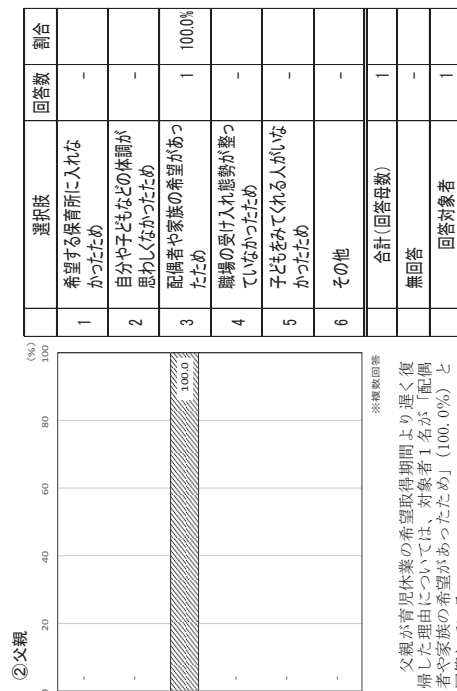 ②父親
(%)
0
20
40
60
80
100
-
-
100.0
-
-
-
※複数回答
父親が育児休業の希望取得期間より遅く復
帰した理由については、対象者1名が「配偶
者や家族の希望があったため」(100.0%)と
選択肢 回答数 割合
1 希望する保育所に入れな
かったため -
2 自分や子どもなどの体調が
思わしくなかったため -
3 配偶者や家族の希望があっ
たため 1 100.0%
4 職場の受け入れ態勢が整っ
ていなかったため -
5 子どもをみてくれる人がいな
かったため -
6 その他 -
合計(回答母数) 1
無回答 -
回答対象者 1